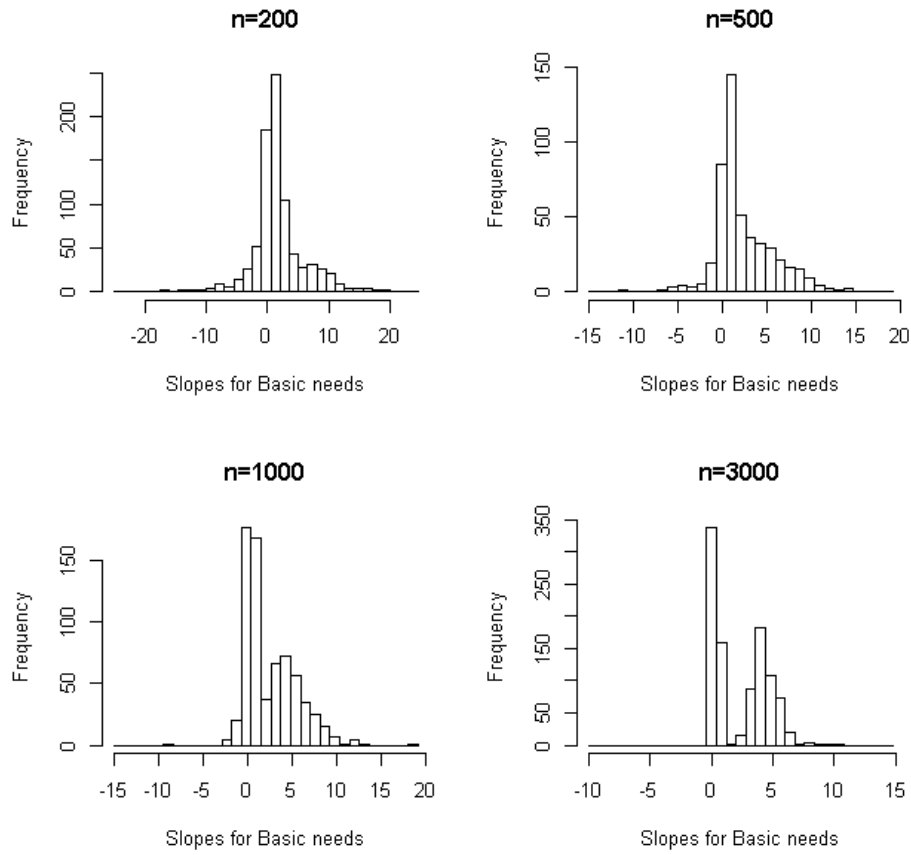 n=200
Frequency
0 50 100 200
-20 -10 0 10 20
Slopes for Basic needs
n=500
Frequency
0 50 100 150
-15 -10 -5 0 5 10 15 20
Slopes for Basic needs
n=1000
Frequency
0 50 100 150
-15 -10 -5 0 5 10 15 20
Slopes for Basic needs
n=3000
Frequency
0 50 150 250 350
-10 -5 0 5 10 15
Slopes for Basic needs